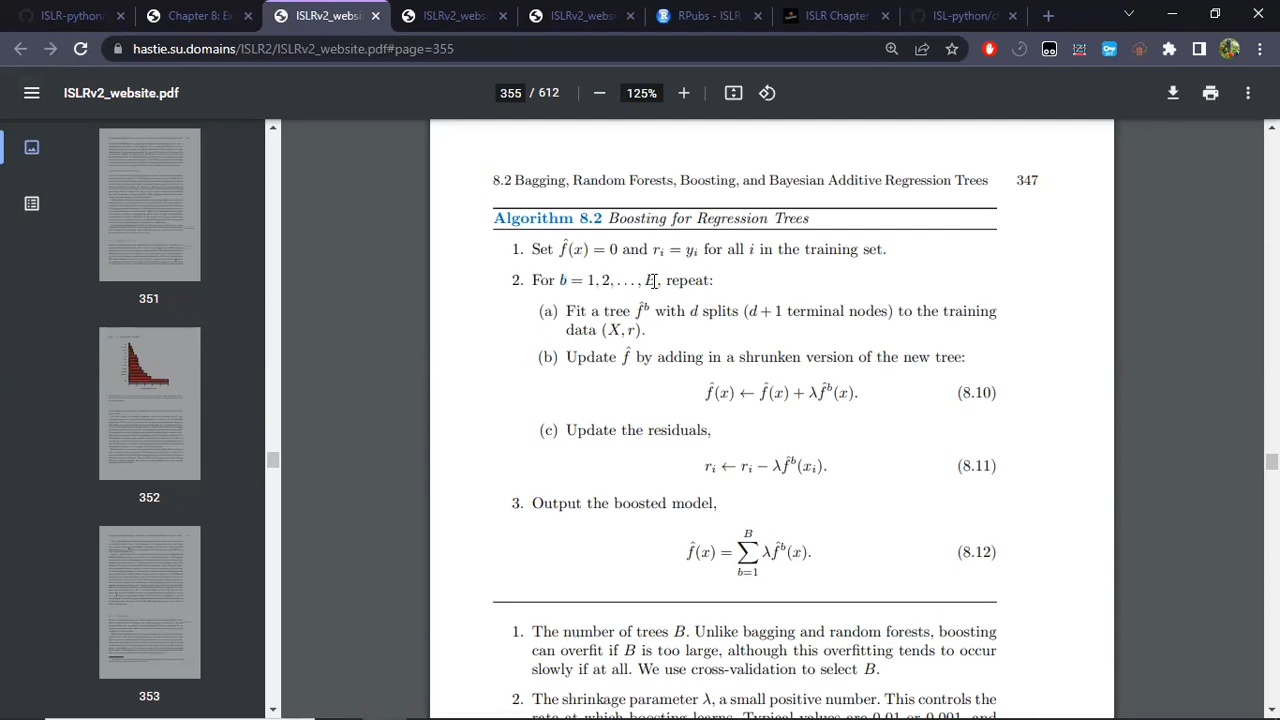 ISLR-pytho
Chapter 8: Ex
ISLRv2_websi
ISLRv2_webs
ISLRv2_webs
RPubs - ISLR
ISLR Chapter
ISL-python/c
hastie.su.domains/ISLR2/ISLRv2_website.pdf#page=355
ISLRv2_website.pdf
355 / 612
125%
351
352
353
8.2 Bagging, Random Forests, Boosting, and Bayesian Additive Regression Trees 347
Algorithm 8.2 Boosting for Regression Trees
1. Set f̂(x) = 0 and rᵢ = yᵢ for all i in the training set.
2. For b = 1, 2, . . . , B, repeat:
(a) Fit a tree f̂ᵇ with d splits (d + 1 terminal nodes) to the training
data (X, r).
(b) Update f̂ by adding in a shrunken version of the new tree:
f̂(x) ← f̂(x) + λf̂ᵇ(x). (8.10)
(c) Update the residuals,
rᵢ ← rᵢ − λf̂ᵇ(xᵢ). (8.11)
3. Output the boosted model,
B
f̂(x) = ∑ λf̂ᵇ(x). (8.12)
b=1
1. The number of trees B. Unlike bagging and random forests, boosting
can overfit if B is too large, although this overfitting tends to occur
slowly if at all. We use cross-validation to select B.
2. The shrinkage parameter λ, a small positive number. This controls the
rate at which boosting learns. Typical values are 0.01 or 0.001, and